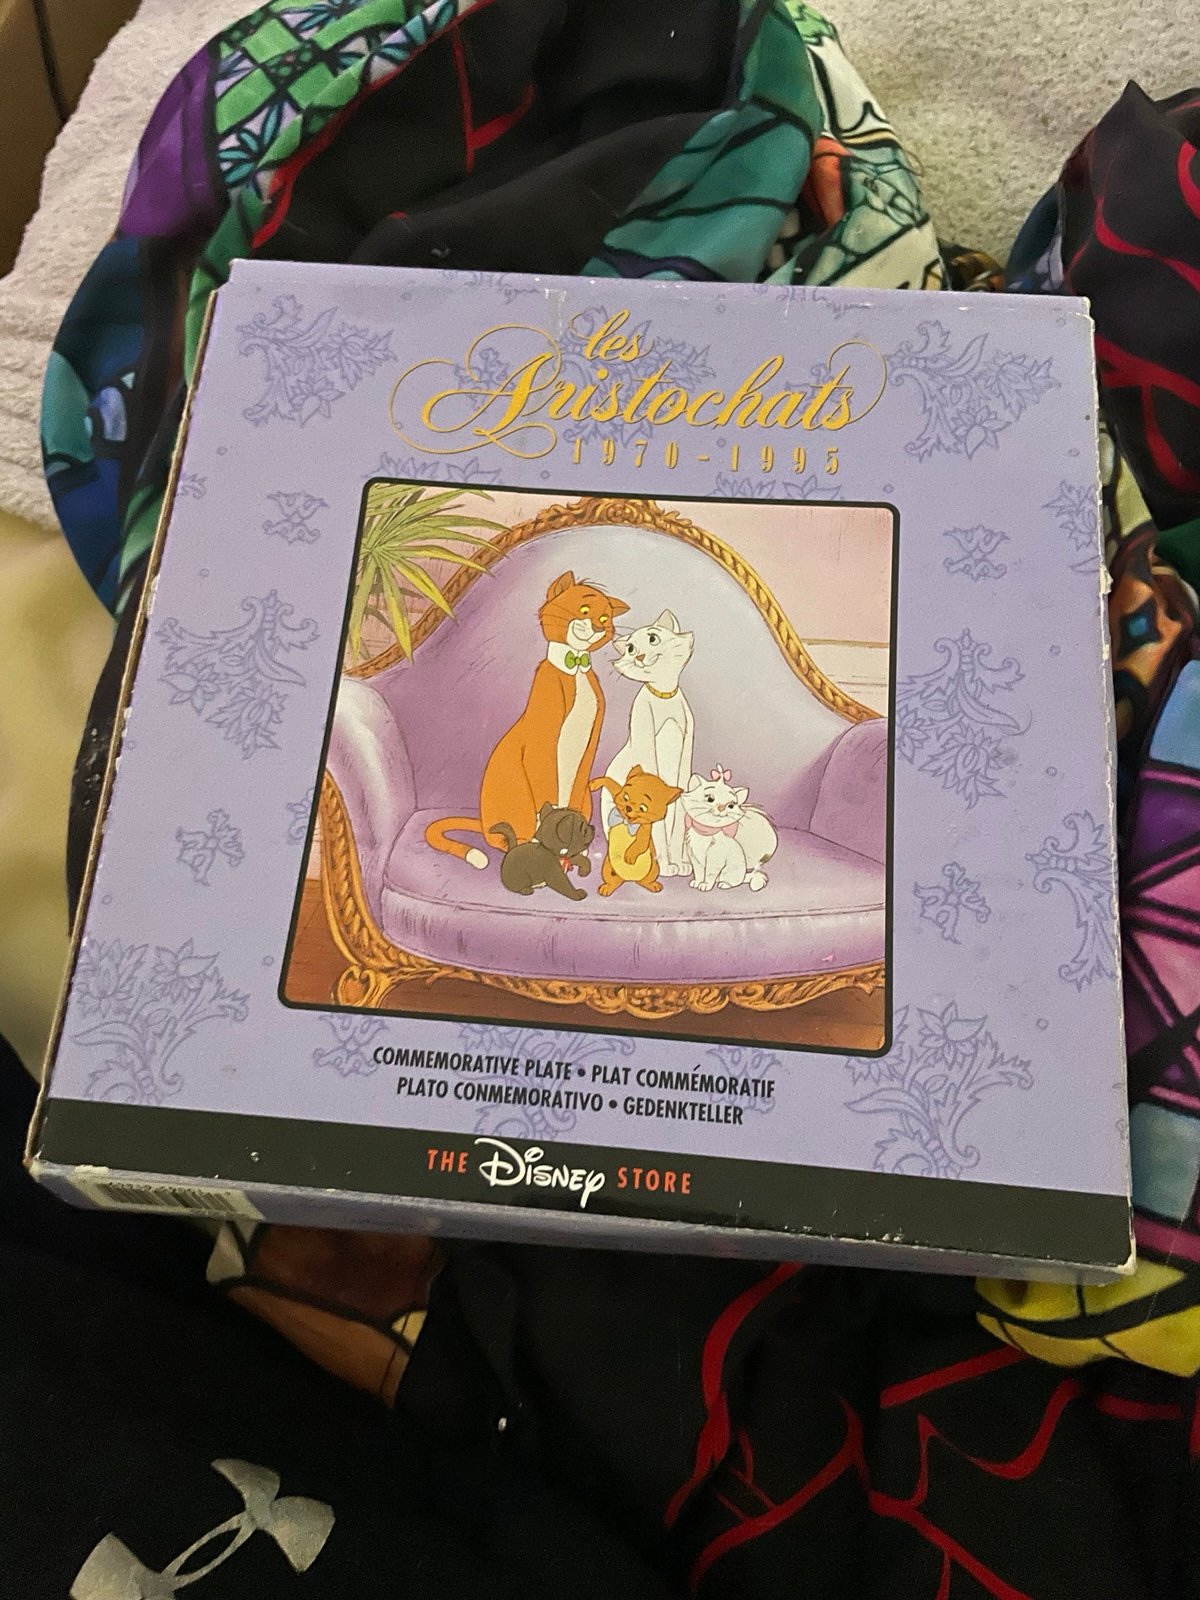 les
Aristochats
1970-1995
COMMEMORATIVE PLATE • PLAT COMMÉMORATIF
PLATO CONMEMORATIVO • GEDENKTELLER
THE DISNEY STORE